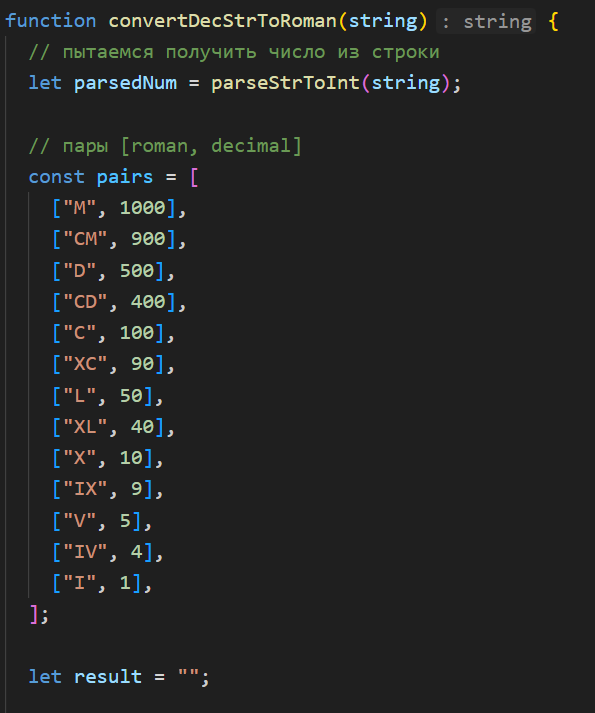 function convertDecStrToRoman(string) : string {
// пытаемся получить число из строки
let parsedNum = parseStrToInt(string);
// пары [roman, decimal]
const pairs = [
["M", 1000],
["CM", 900],
["D", 500],
["CD", 400],
["C", 100],
["XC", 90],
["L", 50],
["XL", 40],
["X", 10],
["IX", 9],
["V", 5],
["IV", 4],
["I", 1],
];
let result = "";